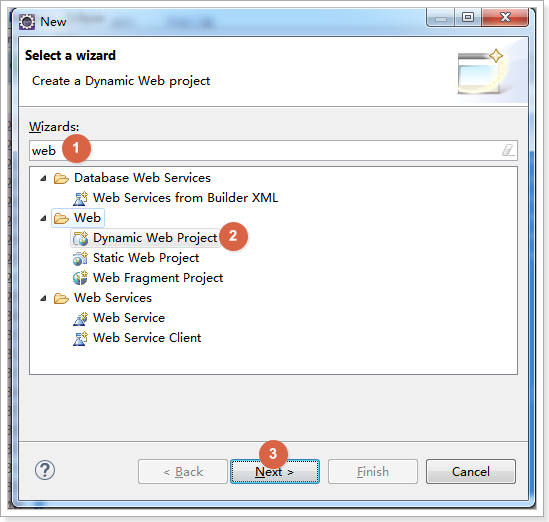 New
Select a wizard
Create a Dynamic Web project
Wizards:
web 1
Database Web Services
Web Services from Builder XML
Web
Dynamic Web Project 2
Static Web Project
Web Fragment Project
Web Services
Web Service
Web Service Client
3
? < Back Next > Finish Cancel